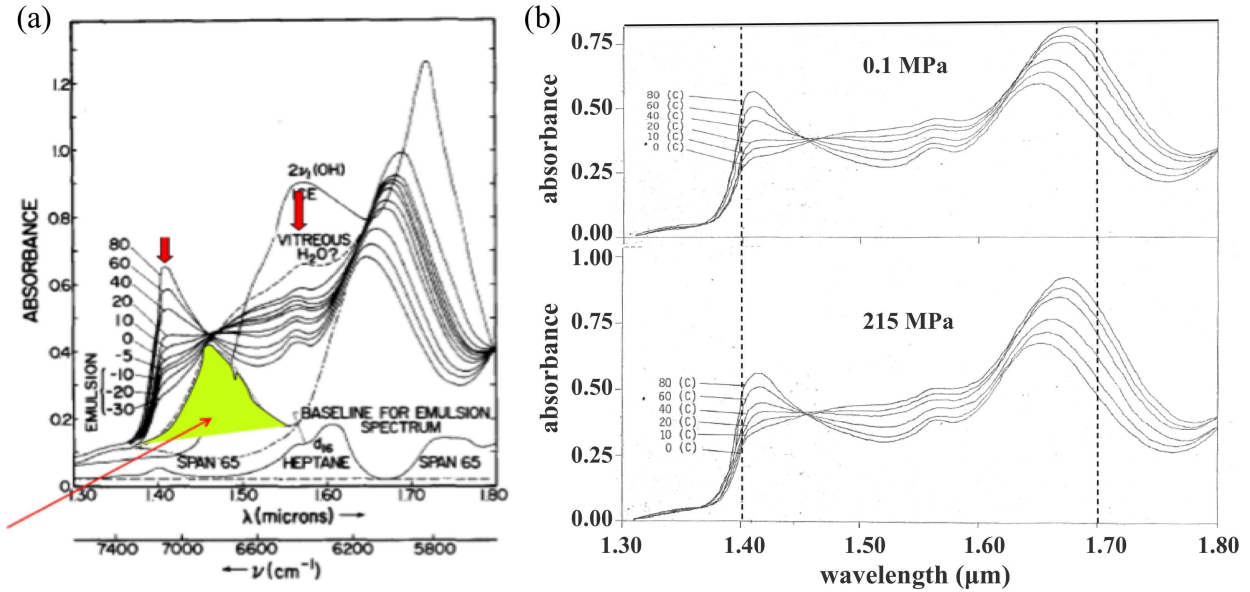 (a)
1.2
1.0
0.8
06
04
0.2
0
ABSORBANCE
2ν₁(OH)
ICE
VITREOUS
H₂O?
80
60
40
20
10
0
-5
-10
-20
-30
EMULSION
BASELINE FOR EMULSION
SPECTRUM
SPAN 65
d₁₆
HEPTANE
SPAN 65
1.30 1.40 1.50 1.60 1.70 1.80
λ(microns)
7400 7000 6600 6200 5800
ν(cm⁻¹)
(b)
0.75
0.50
0.25
0.00
absorbance
0.1 MPa
80 (C)
60 (C)
40 (C)
20 (C)
10 (C)
0 (C)
1.00
0.75
0.50
0.25
0.00
absorbance
215 MPa
80 (C)
60 (C)
40 (C)
20 (C)
10 (C)
0 (C)
1.30 1.40 1.50 1.60 1.70 1.80
wavelength (μm)